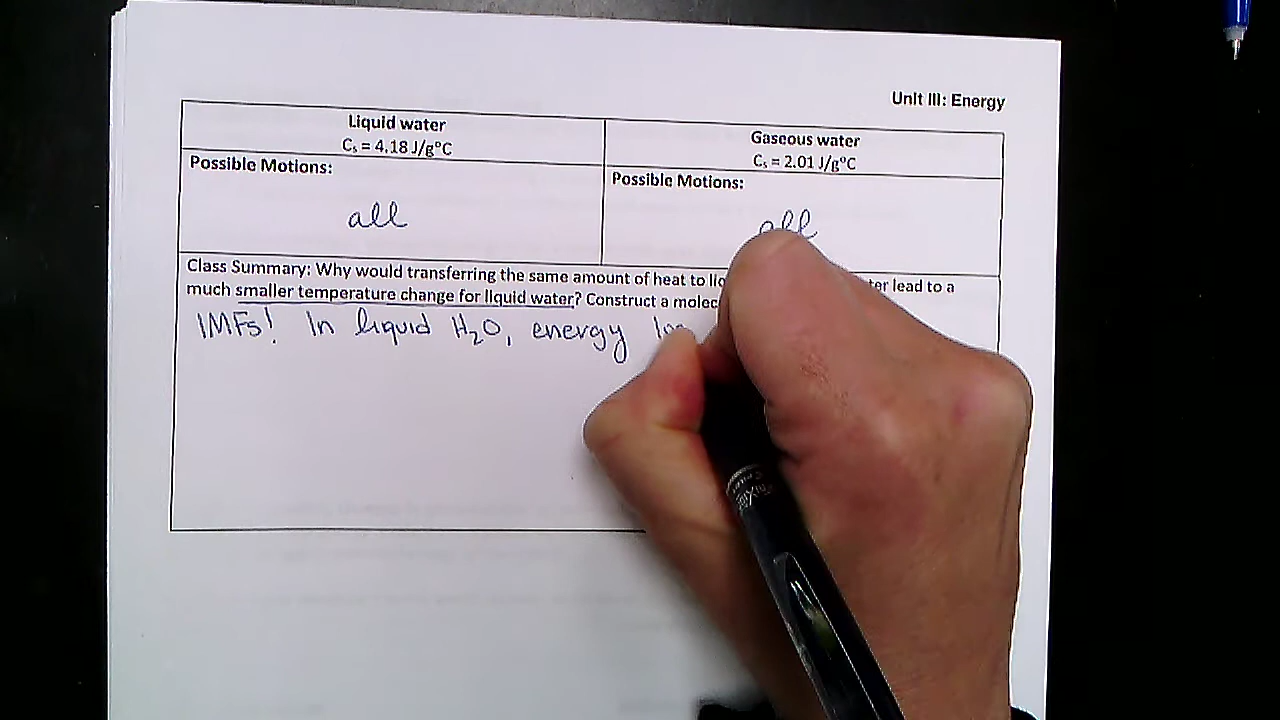 Unit III: Energy
Liquid water
Cₛ = 4.18 J/g°C
Gaseous water
Cₛ = 2.01 J/g°C
Possible Motions:
all
Possible Motions:
all
Class Summary: Why would transferring the same amount of heat to lead to a
much smaller temperature change for liquid water? Construct a
IMFs! In liquid H₂O, energy